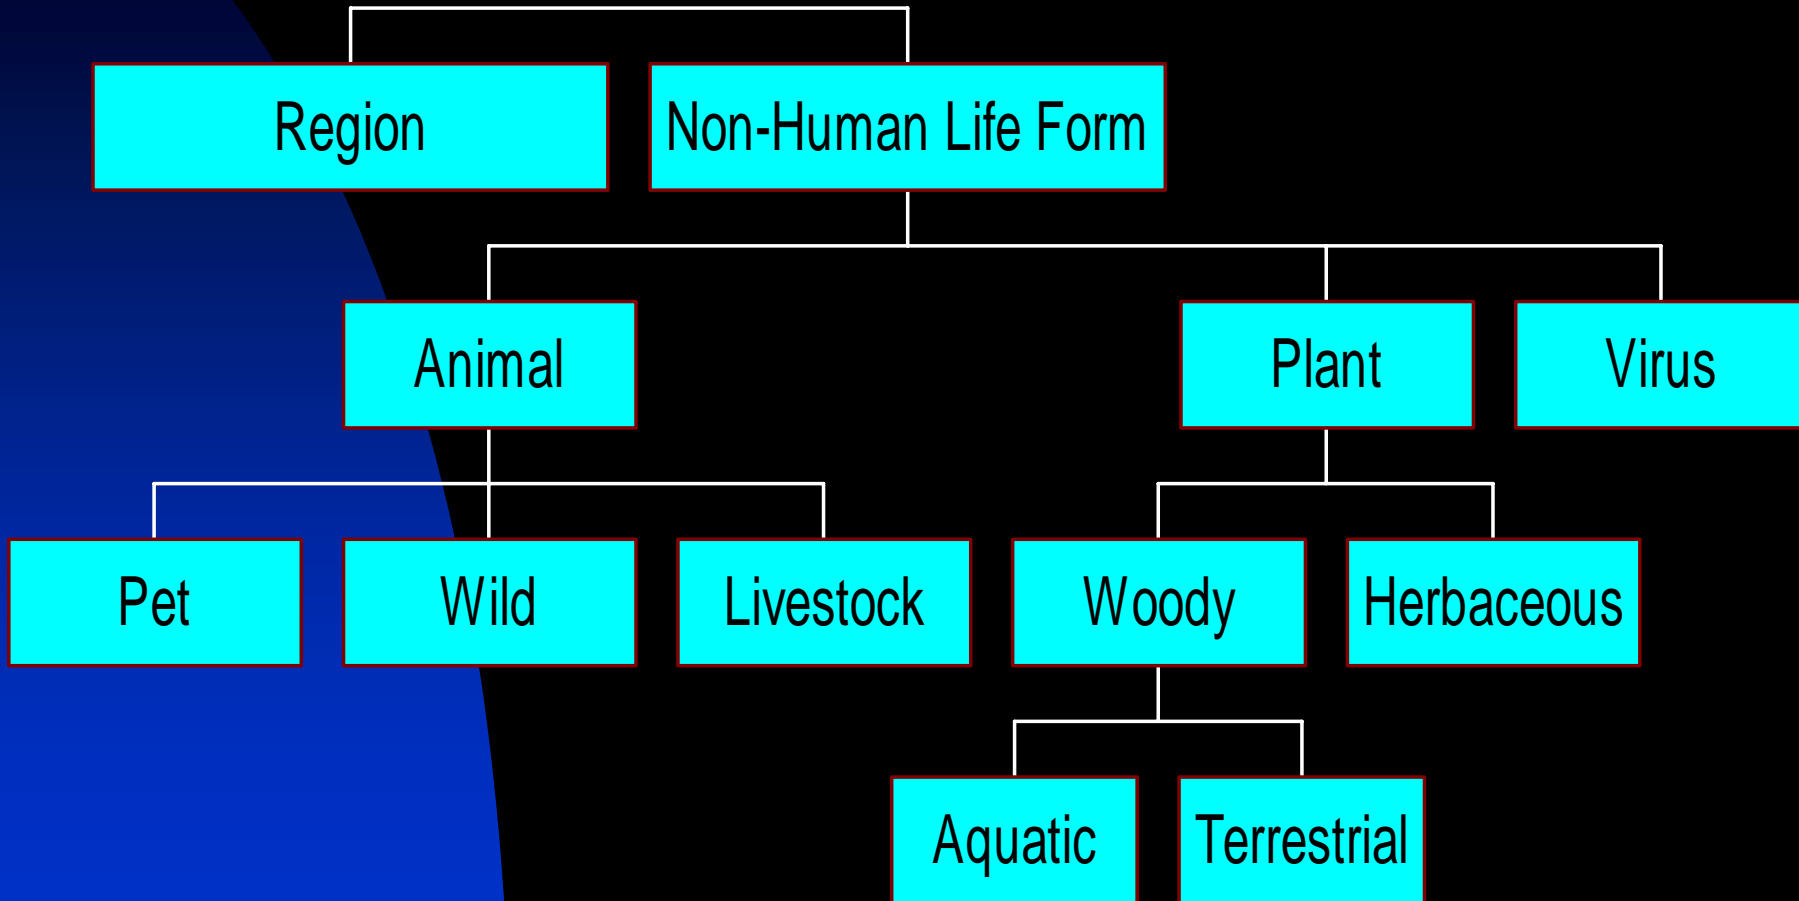 Region
Non-Human Life Form
Animal
Plant
Virus
Pet
Wild
Livestock
Woody
Herbaceous
Aquatic
Terrestrial